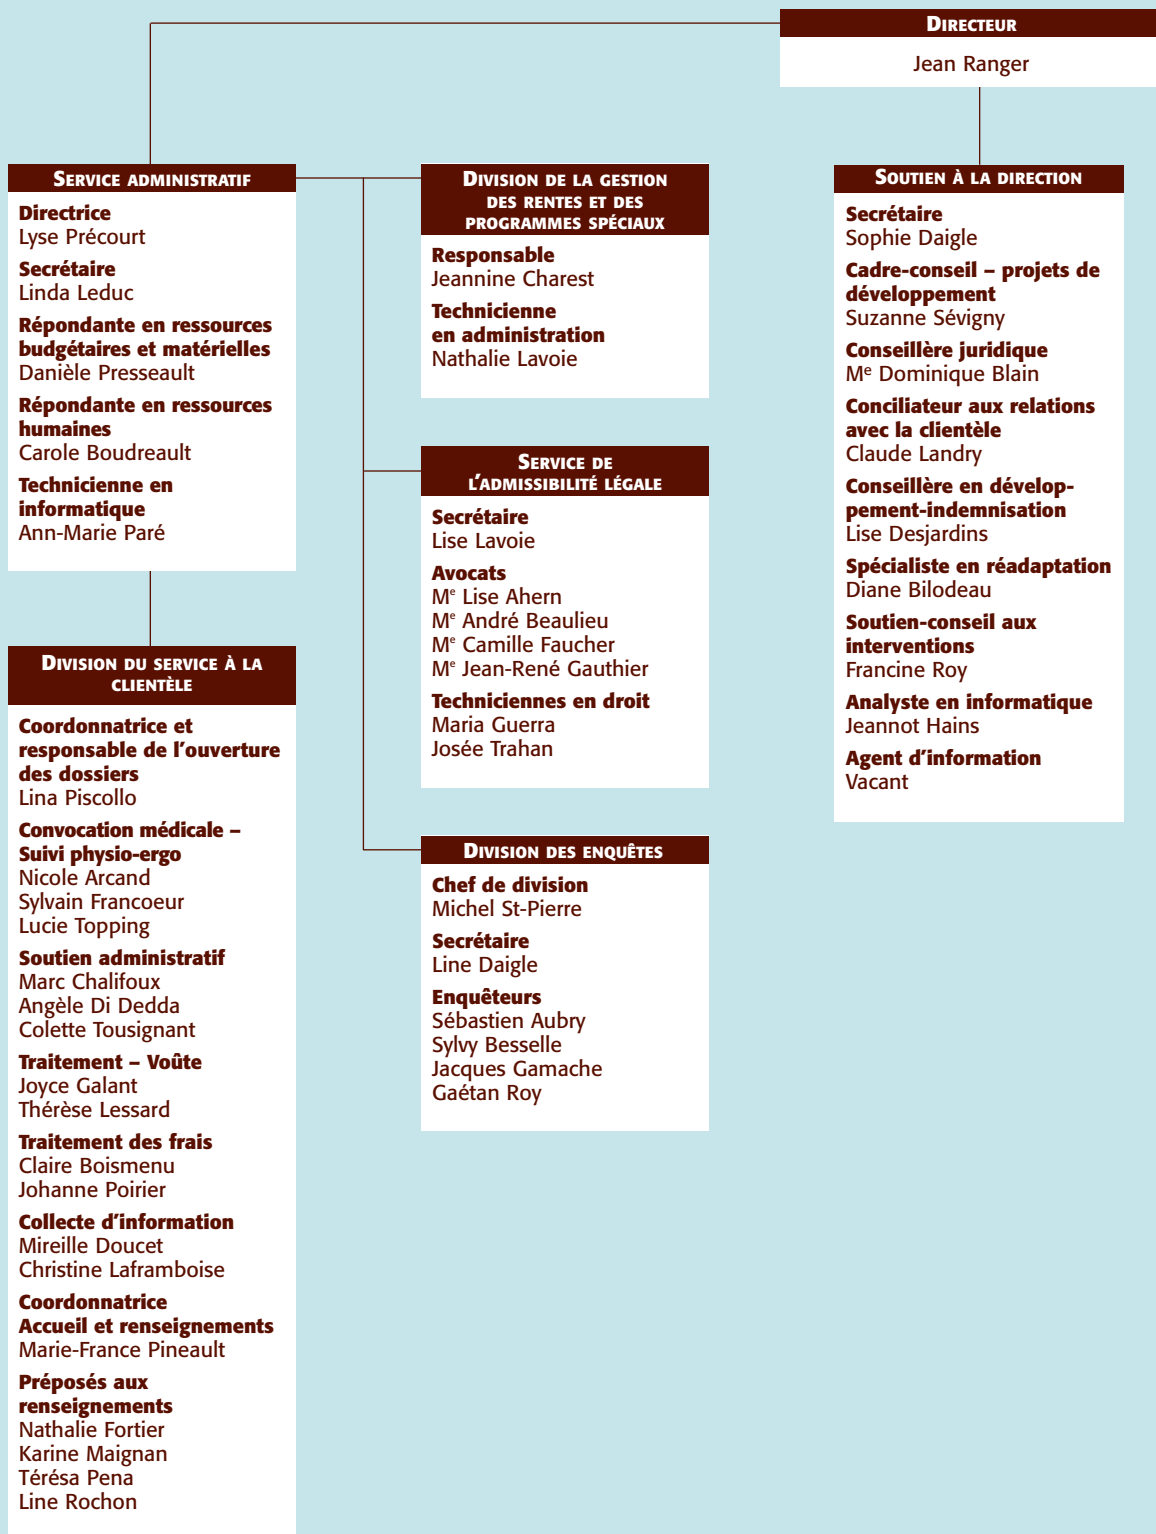 DIRECTEUR
Jean Ranger
SERVICE ADMINISTRATIF
Directrice
Lyse Précourt
Secrétaire
Linda Leduc
Répondante en ressources
budgétaires et matérielles
Danièle Presseault
Répondante en ressources
humaines
Carole Boudreault
Technicienne en
informatique
Ann-Marie Paré
DIVISION DU SERVICE À LA
CLIENTÈLE
Coordonnatrice et
responsable de l'ouverture
des dossiers
Lina Piscollo
Convocation médicale –
Suivi physio-ergo
Nicole Arcand
Sylvain Francoeur
Lucie Topping
Soutien administratif
Marc Chalifoux
Angèle Di Dedda
Colette Tousignant
Traitement – Voûte
Joyce Galant
Thérèse Lessard
Traitement des frais
Claire Boismenu
Johanne Poirier
Collecte d'information
Mireille Doucet
Christine Laframboise
Coordonnatrice
Accueil et renseignements
Marie-France Pineault
Préposés aux
renseignements
Nathalie Fortier
Karine Maignan
Térésa Pena
Line Rochon
DIVISION DE LA GESTION
DES RENTES ET DES
PROGRAMMES SPÉCIAUX
Responsable
Jeannine Charest
Technicienne
en administration
Nathalie Lavoie
SERVICE DE
L'ADMISSIBILITÉ LÉGALE
Secrétaire
Lise Lavoie
Avocats
Me Lise Ahern
Me André Beaulieu
Me Camille Faucher
Me Jean-René Gauthier
Techniciennes en droit
Maria Guerra
Josée Trahan
DIVISION DES ENQUÊTES
Chef de division
Michel St-Pierre
Secrétaire
Line Daigle
Enquêteurs
Sébastien Aubry
Sylvy Besselle
Jacques Gamache
Gaétan Roy
SOUTIEN À LA DIRECTION
Secrétaire
Sophie Daigle
Cadre-conseil – projets de
développement
Suzanne Sévigny
Conseillère juridique
Me Dominique Blain
Conciliateur aux relations
avec la clientèle
Claude Landry
Conseillère en dévelop-
pement-indemnisation
Lise Desjardins
Spécialiste en réadaptation
Diane Bilodeau
Soutien-conseil aux
interventions
Francine Roy
Analyste en informatique
Jeannot Hains
Agent d'information
Vacant